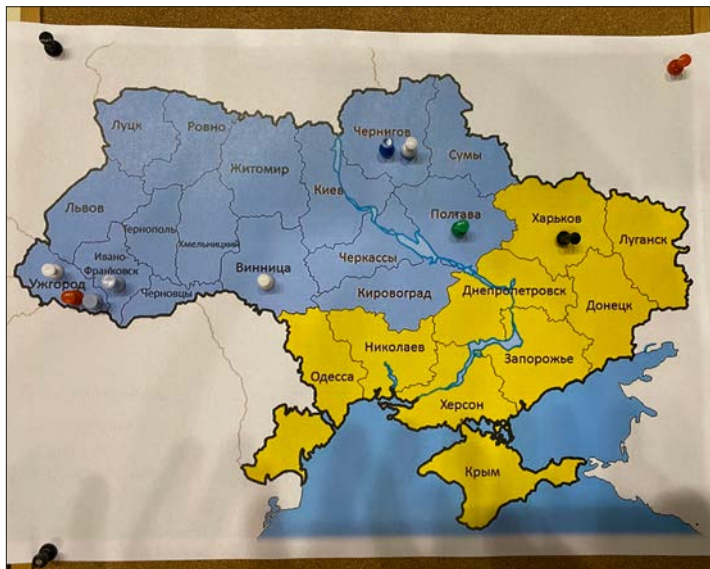 Луцк
Ровно
Чернигов
Сумы
Житомир
Киев
Львов
Тернополь
Хмельницкий
Полтава
Харьков
Луганск
Ужгород
Ивано-
Франковск
Черновцы
Винница
Черкассы
Кировоград
Днепропетровск
Донецк
Николаев
Запорожье
Одесса
Херсон
Крым